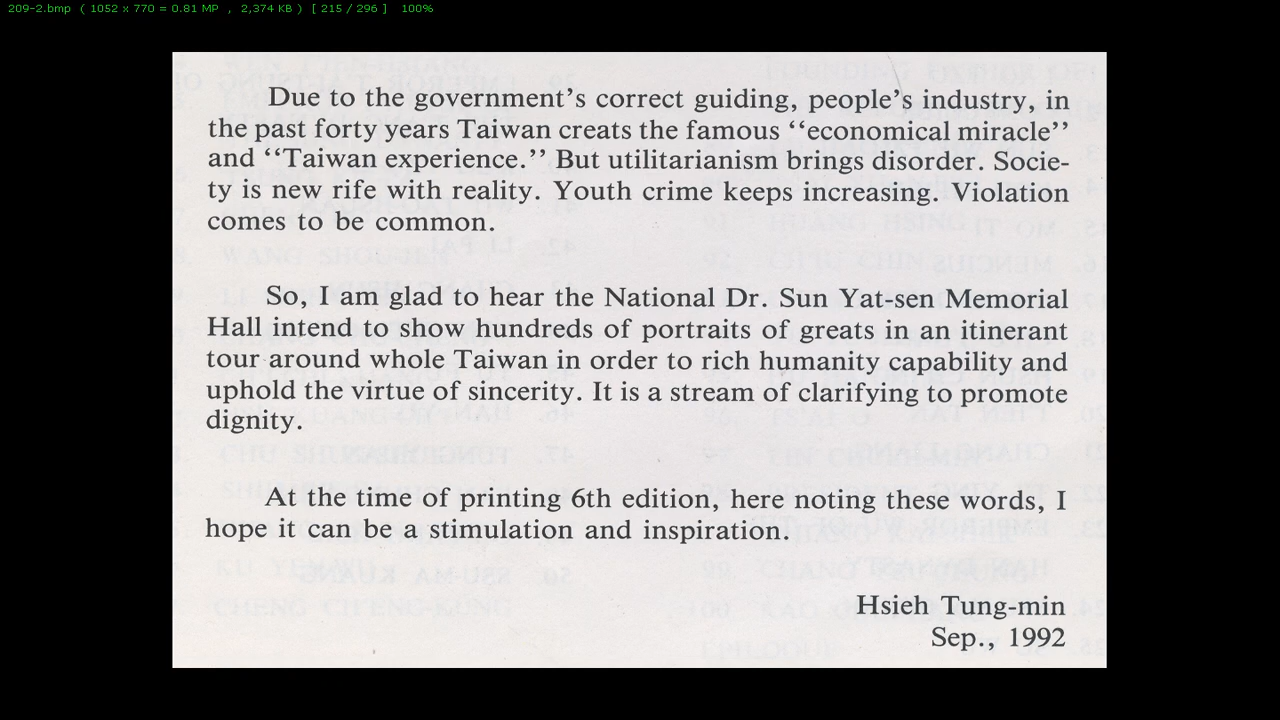 209-2.bmp ( 1052 x 770 = 0.81 MP , 2,374 KB ) [ 215 / 296 ] 100%
Due to the government's correct guiding, people's industry, in
the past forty years Taiwan creats the famous ‘‘economical miracle’’
and ‘‘Taiwan experience.’’ But utilitarianism brings disorder. Socie-
ty is new rife with reality. Youth crime keeps increasing. Violation
comes to be common.
So, I am glad to hear the National Dr. Sun Yat-sen Memorial
Hall intend to show hundreds of portraits of greats in an itinerant
tour around whole Taiwan in order to rich humanity capability and
uphold the virtue of sincerity. It is a stream of clarifying to promote
dignity.
At the time of printing 6th edition, here noting these words, I
hope it can be a stimulation and inspiration.
Hsieh Tung-min
Sep., 1992